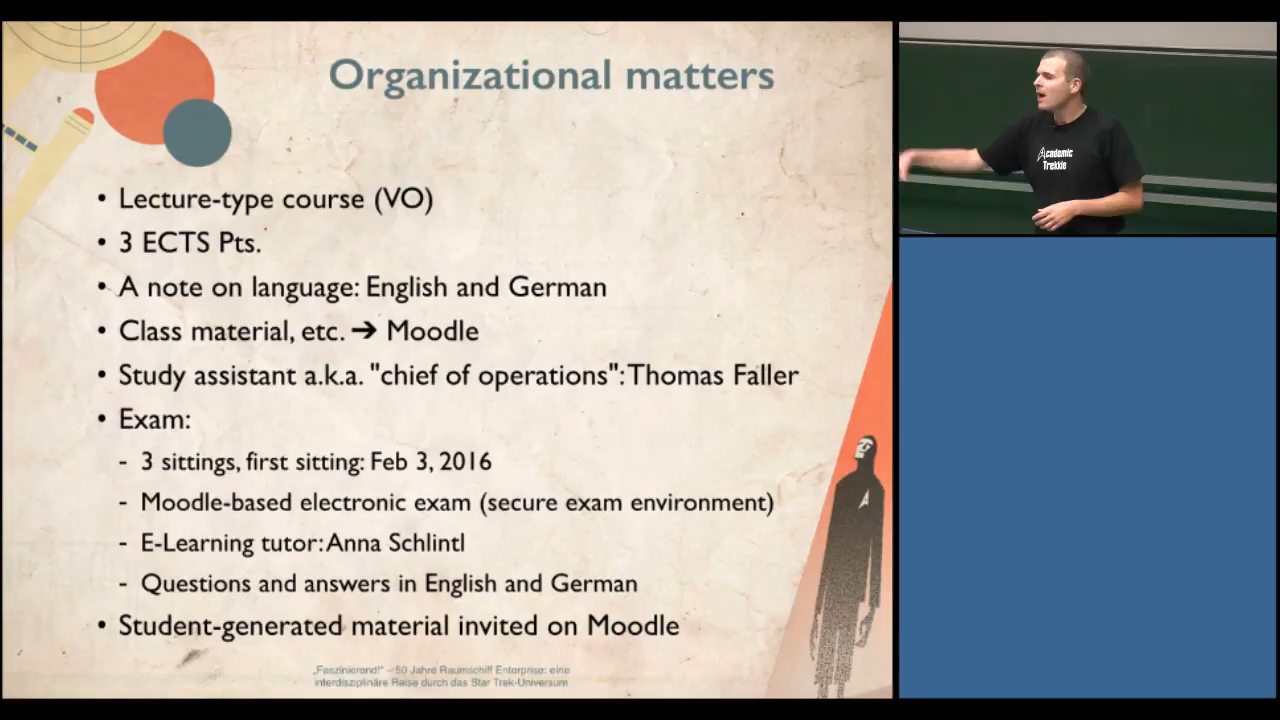 Organizational matters
• Lecture-type course (VO)
• 3 ECTS Pts.
• A note on language: English and German
• Class material, etc. ➔ Moodle
• Study assistant a.k.a. "chief of operations": Thomas Faller
• Exam:
- 3 sittings, first sitting: Feb 3, 2016
- Moodle-based electronic exam (secure exam environment)
- E-Learning tutor: Anna Schlintl
- Questions and answers in English and German
• Student-generated material invited on Moodle
„Faszinierend!“ – 50 Jahre Raumschiff Enterprise: eine
interdisziplinäre Reise durch das Star Trek-Universum
Academic
Trekkie